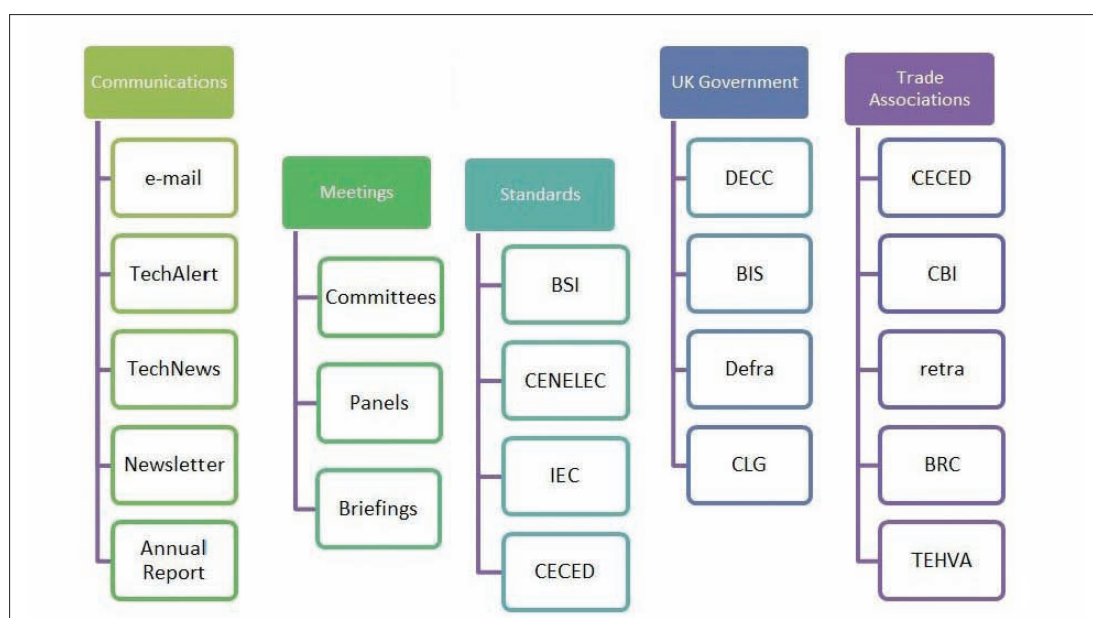 Communications
e-mail
TechAlert
TechNews
Newsletter
Annual
Report
Meetings
Committees
Panels
Briefings
Standards
BSI
CENELEC
IEC
CECED
UK Government
DECC
BIS
Defra
CLG
Trade
Associations
CECED
CBI
retra
BRC
TEHVA